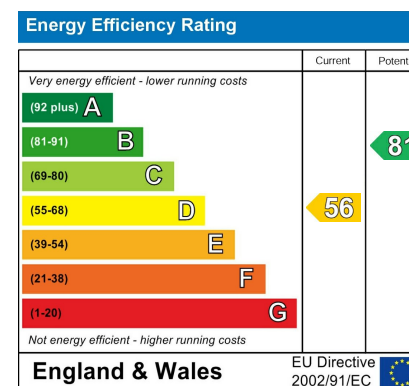 Energy Efficiency Rating
Current Potent
Very energy efficient - lower running costs
(92 plus) A
(81-91) B
81
(69-80) C
(55-68) D
56
(39-54) E
(21-38) F
(1-20) G
Not energy efficient - higher running costs
England & Wales
EU Directive
2002/91/EC